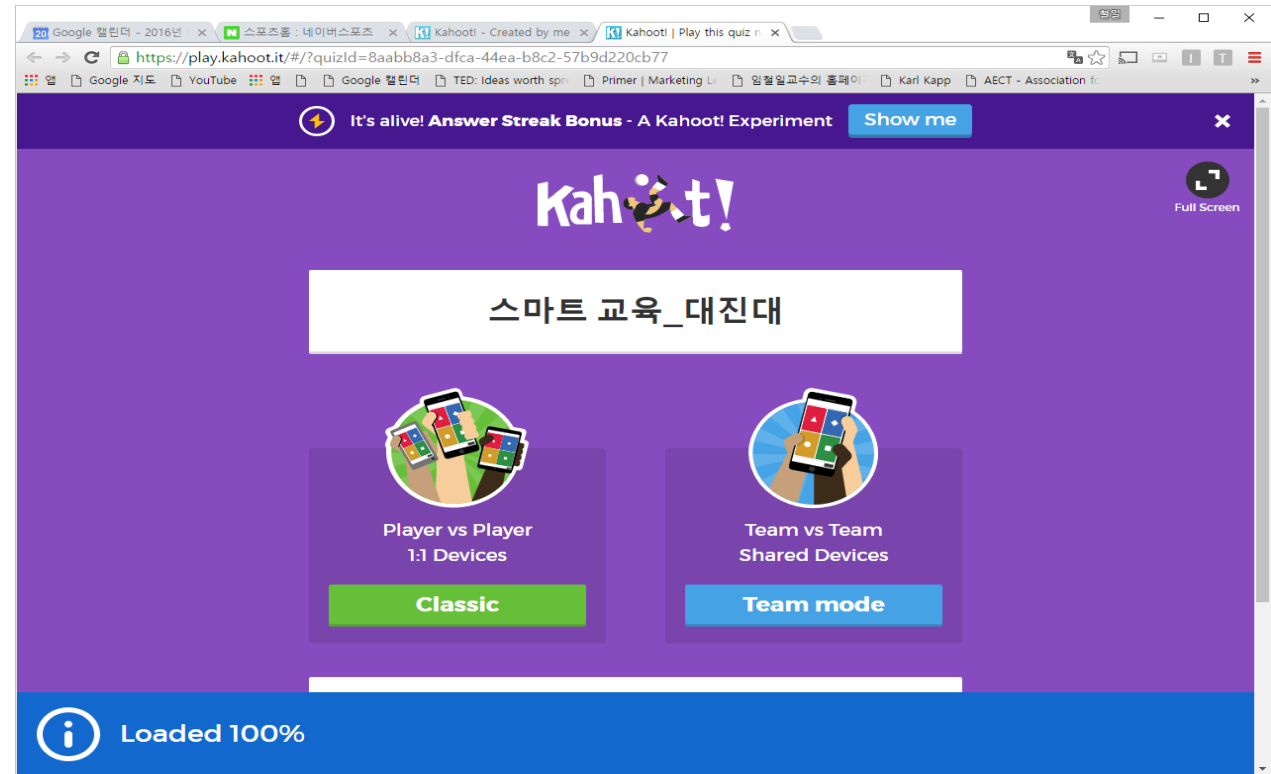 철일
Google 캘린더 - 2016년
스포츠홈 : 네이버스포츠
Kahoot! - Created by me
Kahoot! | Play this quiz n
https://play.kahoot.it/#/?quizId=8aabb8a3-dfca-44ea-b8c2-57b9d220cb77
앱
Google 지도
YouTube
앱
Google 캘린더
TED: Ideas worth spre
Primer | Marketing Le
임철일교수의 홈페이지
Karl Kapp
AECT - Association fo
It's alive! Answer Streak Bonus - A Kahoot! Experiment
Show me
Kahoot!
Full Screen
스마트 교육_대진대
Player vs Player
1:1 Devices
Classic
Team vs Team
Shared Devices
Team mode
Loaded 100%